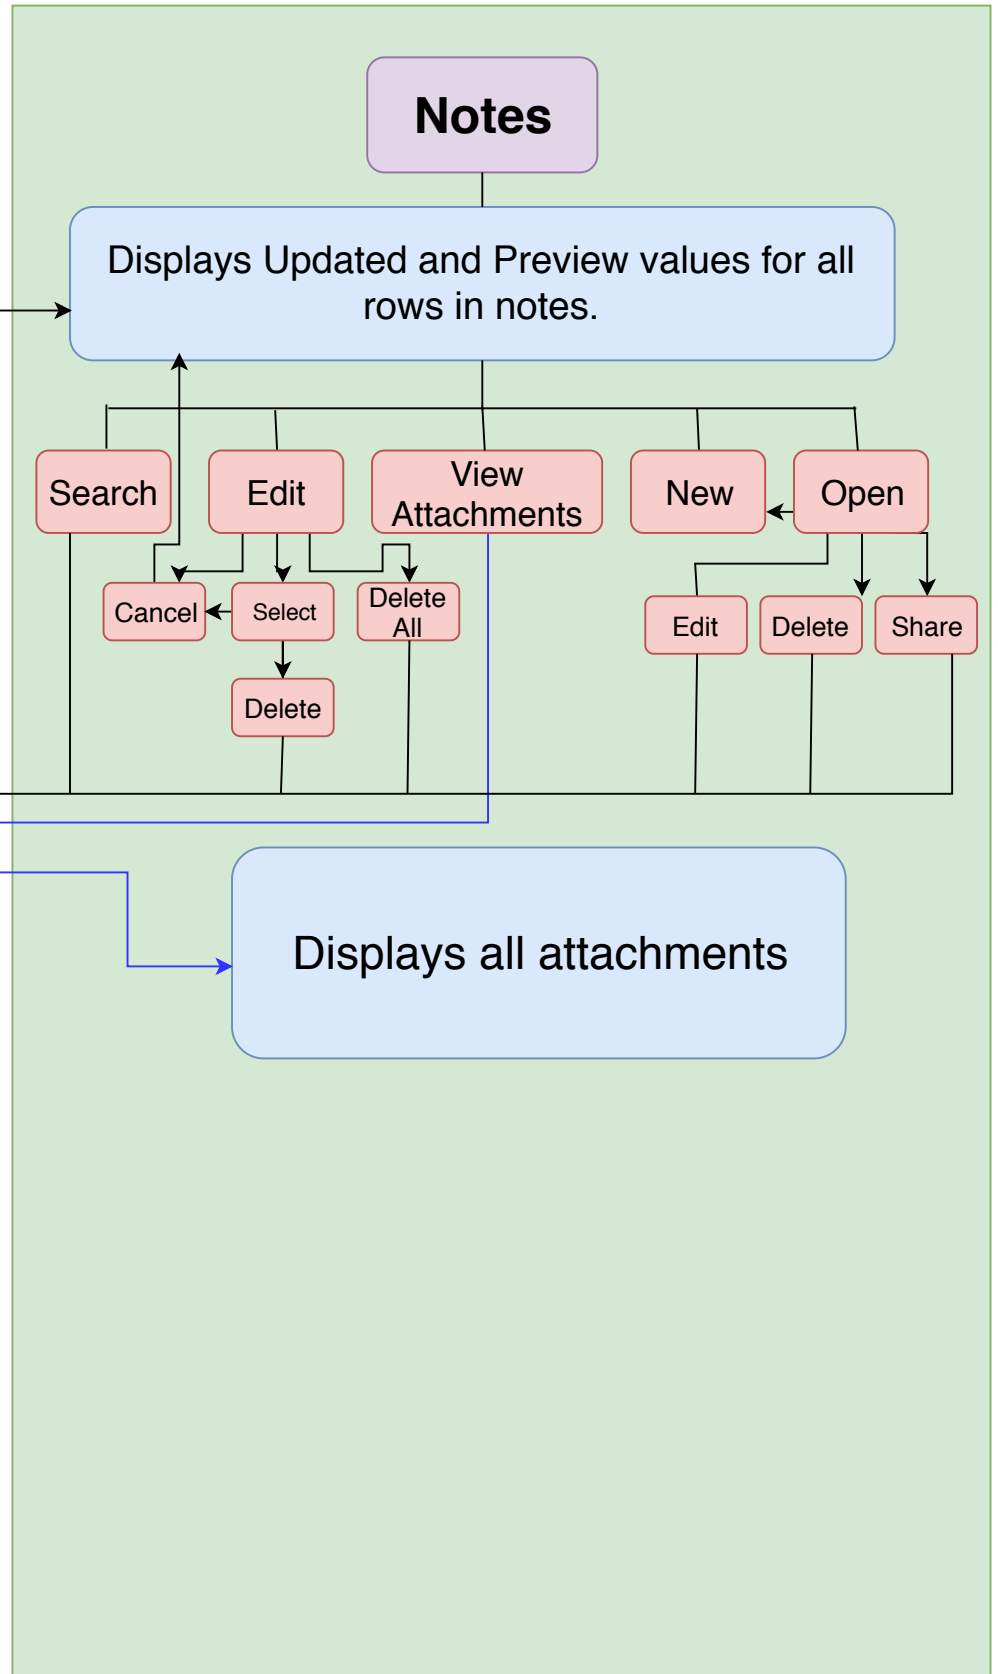 Notes
Displays Updated and Preview values for all
rows in notes.
Search
Edit
View
Attachments
New
Open
Cancel
Select
Delete
All
Edit
Delete
Share
Delete
Displays all attachments